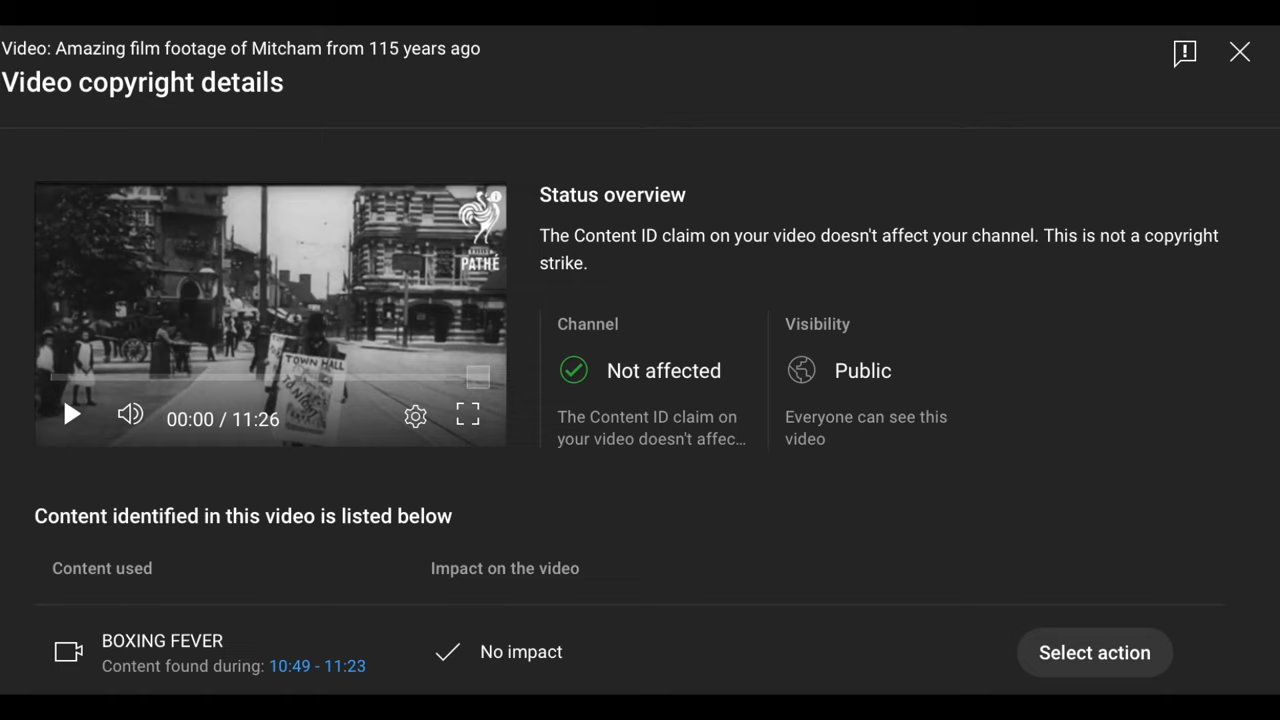 Video: Amazing film footage of Mitcham from 115 years ago
Video copyright details
PATHÉ
TOWN HALL
00:00 / 11:26
Status overview
The Content ID claim on your video doesn't affect your channel. This is not a copyright
strike.
Channel
Not affected
The Content ID claim on
your video doesn't affec...
Visibility
Public
Everyone can see this
video
Content identified in this video is listed below
Content used
Impact on the video
BOXING FEVER
Content found during: 10:49 - 11:23
No impact
Select action